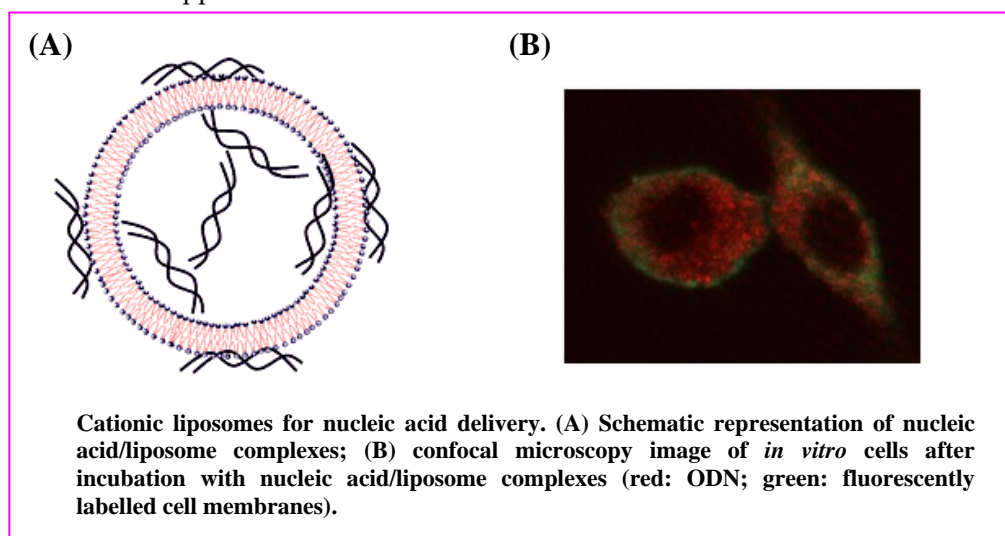 (A)
(B)
Cationic liposomes for nucleic acid delivery. (A) Schematic representation of nucleic
acid/liposome complexes; (B) confocal microscopy image of in vitro cells after
incubation with nucleic acid/liposome complexes (red: ODN; green: fluorescently
labelled cell membranes).